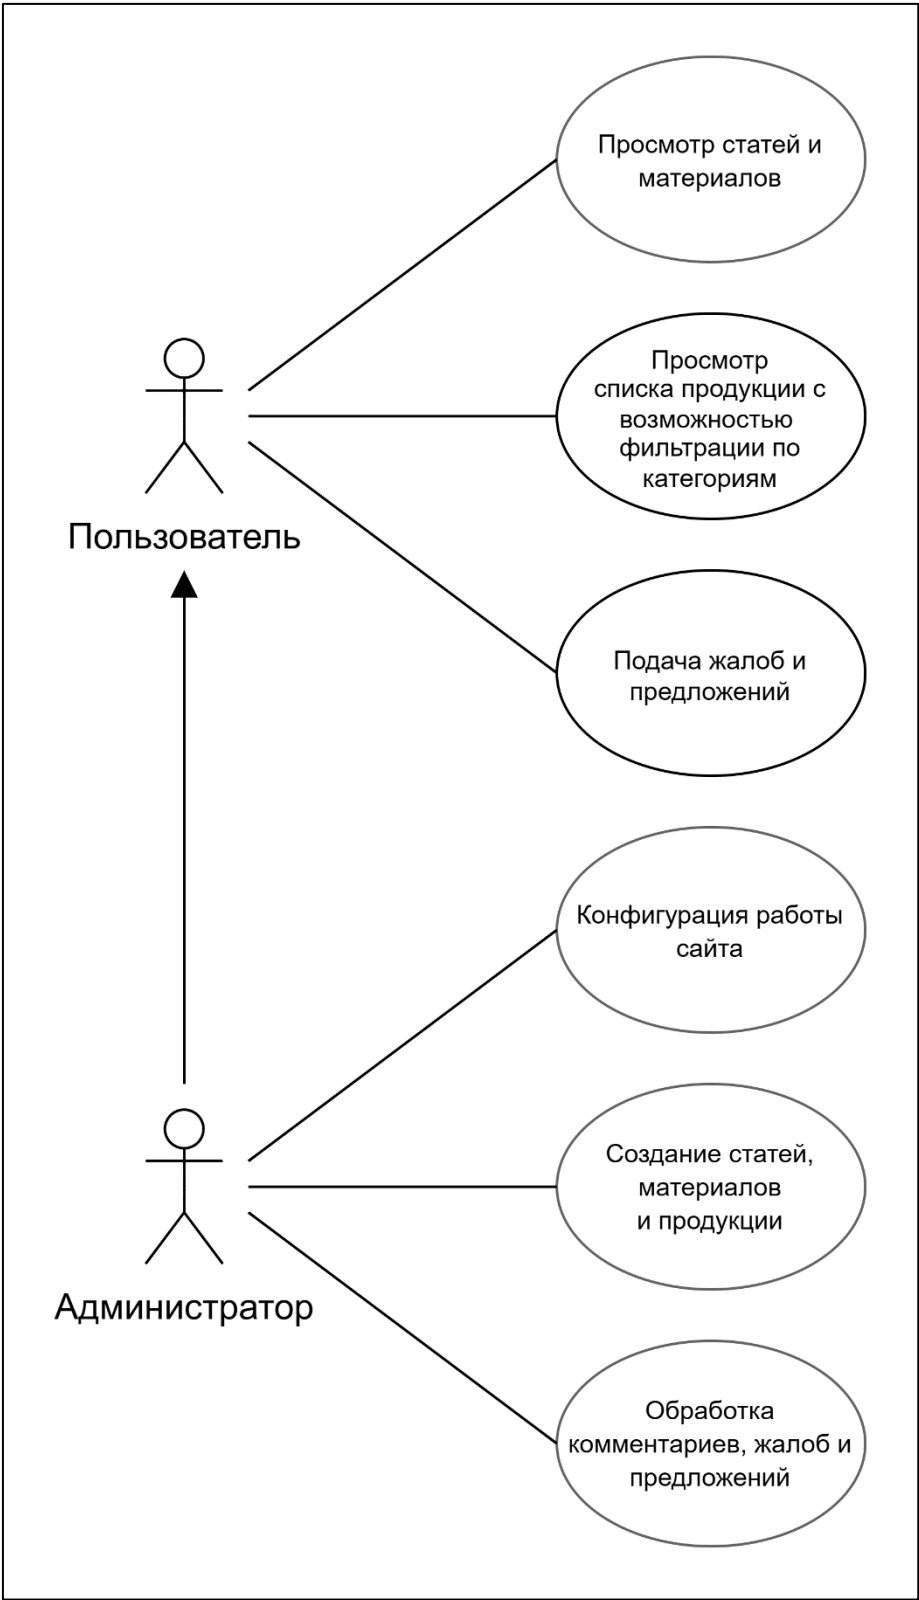 Просмотр статей и
материалов
Просмотр
списка продукции с
возможностью
фильтрации по
категориям
Пользователь
Подача жалоб и
предложений
Конфигурация работы
сайта
Создание статей,
материалов
и продукции
Администратор
Обработка
комментариев, жалоб и
предложений